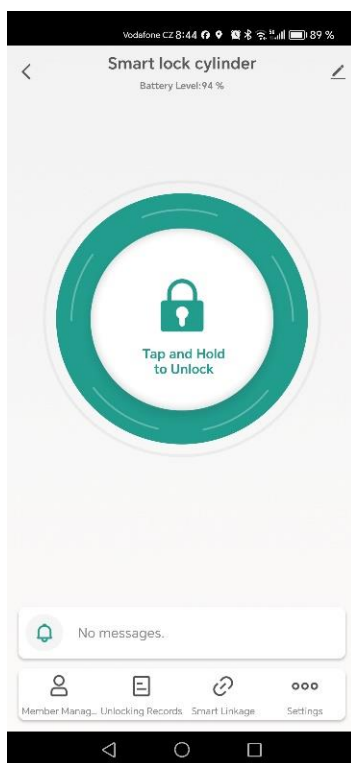 Vodafone CZ 8:44 89 %
Smart lock cylinder
Battery Level:94 %
Tap and Hold
to Unlock
No messages.
Member Manag... Unlocking Records Smart Linkage Settings